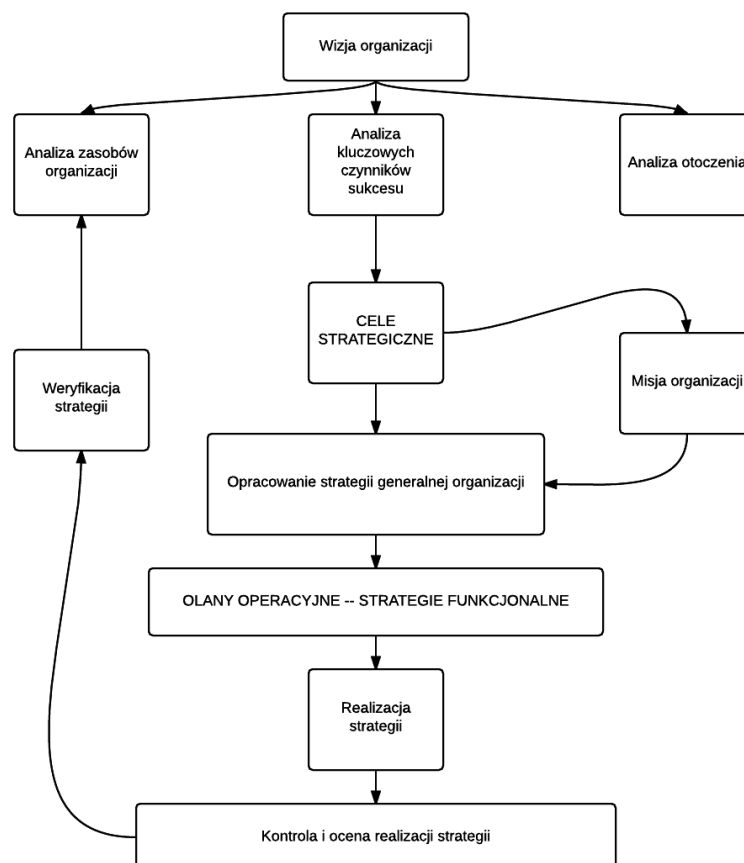 Wizja organizacji
Analiza zasobów
organizacji
Analiza
kluczowych
czynników
sukcesu
Analiza otoczenia
CELE
STRATEGICZNE
Weryfikacja
strategii
Misja organizacji
Opracowanie strategii generalnej organizacji
OLANY OPERACYJNE -- STRATEGIE FUNKCJONALNE
Realizacja
strategii
Kontrola i ocena realizacji strategii